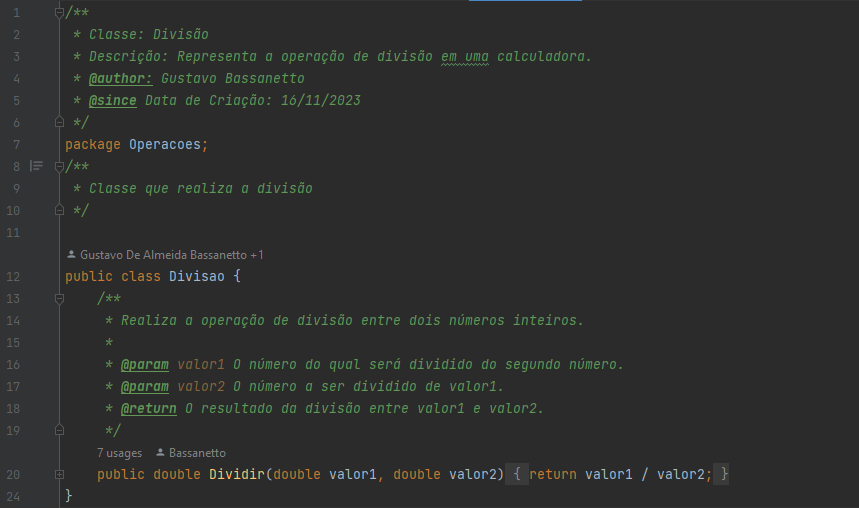 1 /**
2 * Classe: Divisão
3 * Descrição: Representa a operação de divisão em uma calculadora.
4 * @author: Gustavo Bassanetto
5 * @since Data de Criação: 16/11/2023
6 */
7 package Operacoes;
8 /**
9 * Classe que realiza a divisão
10 */
11
Gustavo De Almeida Bassanetto +1
12 public class Divisao {
13 /**
14 * Realiza a operação de divisão entre dois números inteiros.
15 *
16 * @param valor1 O número do qual será dividido do segundo número.
17 * @param valor2 O número a ser dividido de valor1.
18 * @return O resultado da divisão entre valor1 e valor2.
19 */
7 usages Bassanetto
20 public double Dividir(double valor1, double valor2) { return valor1 / valor2; }
24 }